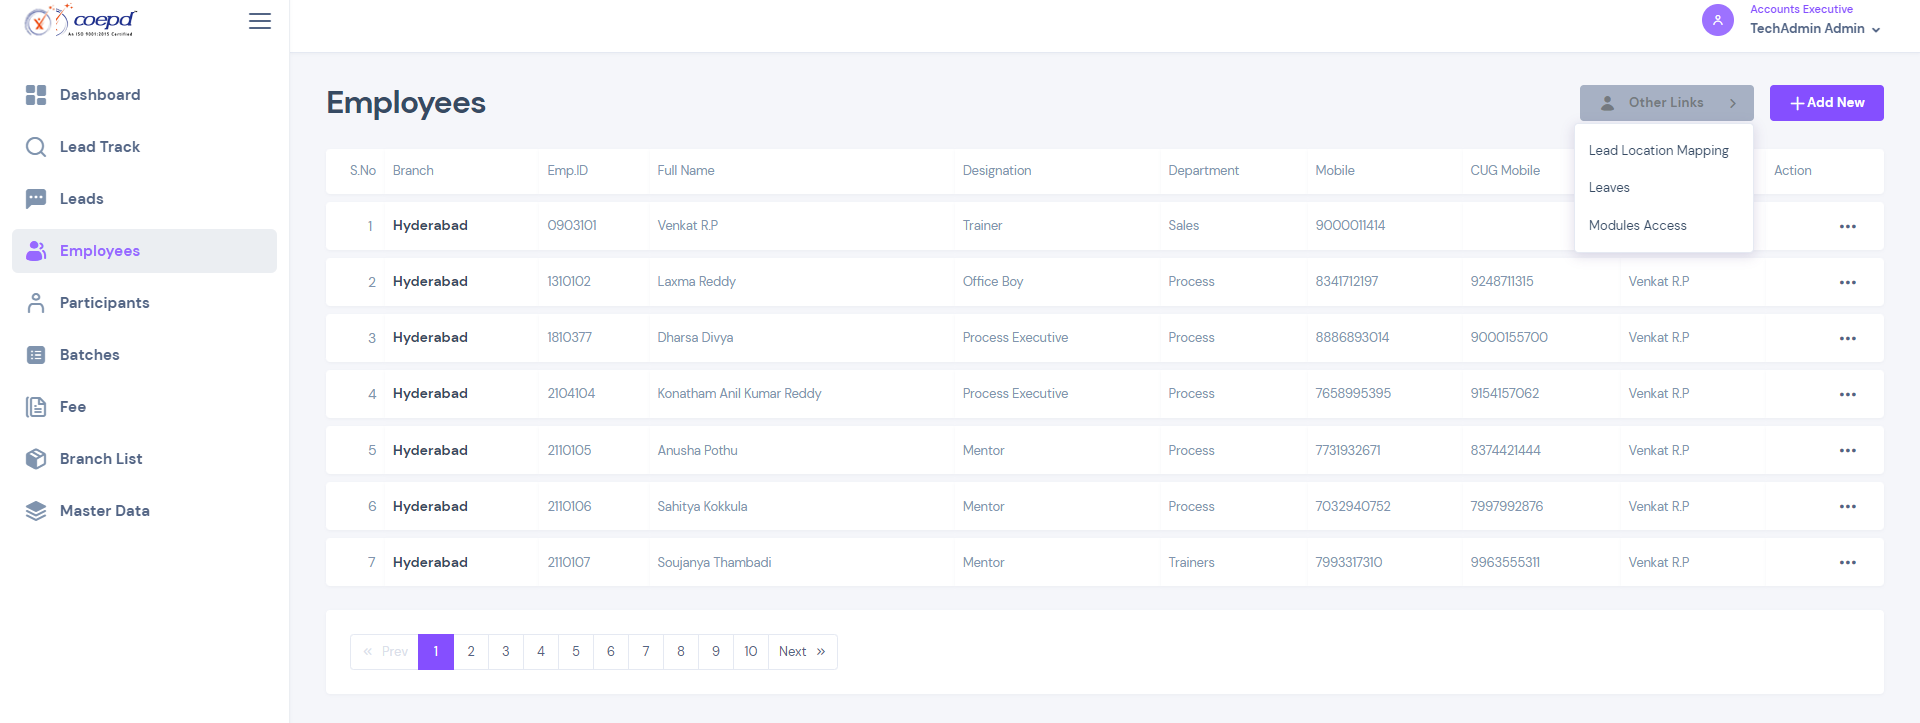 coepd
An ISO 9001:2015 Certified
Accounts Executive
TechAdmin Admin
Dashboard
Lead Track
Leads
Employees
Participants
Batches
Fee
Branch List
Master Data
Employees
Other Links
Add New
Lead Location Mapping
Leaves
Modules Access
S.No Branch Emp.ID Full Name Designation Department Mobile CUG Mobile Action
1 Hyderabad 0903101 Venkat R.P Trainer Sales 9000011414
2 Hyderabad 1310102 Laxma Reddy Office Boy Process 8341712197 9248711315 Venkat R.P
3 Hyderabad 1810377 Dharsa Divya Process Executive Process 8886893014 9000155700 Venkat R.P
4 Hyderabad 2104104 Konatham Anil Kumar Reddy Process Executive Process 7658995395 9154157062 Venkat R.P
5 Hyderabad 2110105 Anusha Pothu Mentor Process 7731932671 8374421444 Venkat R.P
6 Hyderabad 2110106 Sahitya Kokkula Mentor Process 7032940752 7997992876 Venkat R.P
7 Hyderabad 2110107 Soujanya Thambadi Mentor Trainers 7993317310 9963555311 Venkat R.P
« Prev 1 2 3 4 5 6 7 8 9 10 Next »